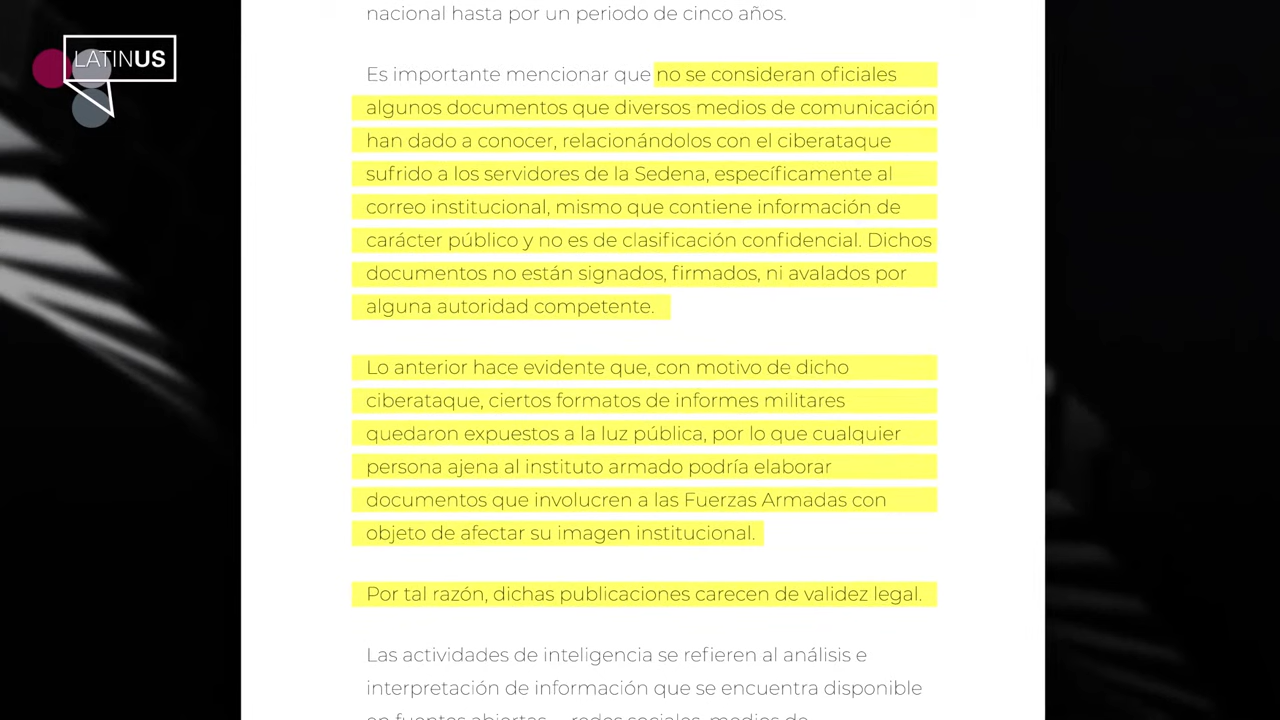 LATINUS
nacional hasta por un periodo de cinco años.
Es importante mencionar que no se consideran oficiales
algunos documentos que diversos medios de comunicación
han dado a conocer, relacionándolos con el ciberataque
sufrido a los servidores de la Sedena, específicamente al
correo institucional, mismo que contiene información de
carácter público y no es de clasificación confidencial. Dichos
documentos no están signados, firmados, ni avalados por
alguna autoridad competente.
Lo anterior hace evidente que, con motivo de dicho
ciberataque, ciertos formatos de informes militares
quedaron expuestos a la luz pública, por lo que cualquier
persona ajena al instituto armado podría elaborar
documentos que involucren a las Fuerzas Armadas con
objeto de afectar su imagen institucional.
Por tal razón, dichas publicaciones carecen de validez legal.
Las actividades de inteligencia se refieren al análisis e
interpretación de información que se encuentra disponible
en fuentes abiertas redes sociales, medios de